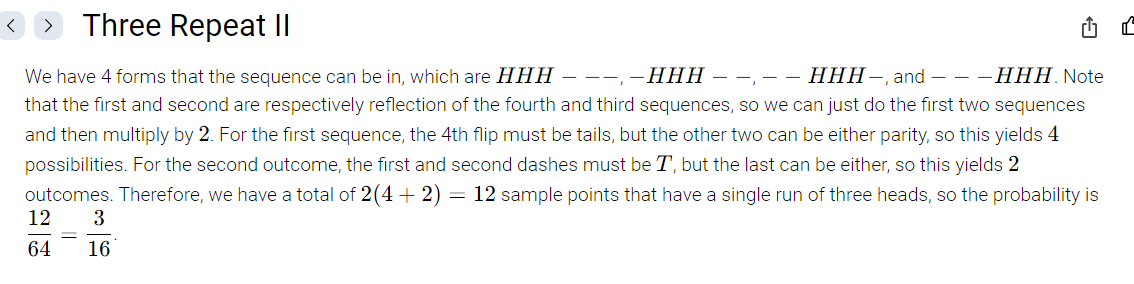 Three Repeat II
We have 4 forms that the sequence can be in, which are HHH − −−, −HHH − −, − − HHH−, and − − −HHH. Note
that the first and second are respectively reflection of the fourth and third sequences, so we can just do the first two sequences
and then multiply by 2. For the first sequence, the 4th flip must be tails, but the other two can be either parity, so this yields 4
possibilities. For the second outcome, the first and second dashes must be T, but the last can be either, so this yields 2
outcomes. Therefore, we have a total of 2(4 + 2) = 12 sample points that have a single run of three heads, so the probability is
12/64 = 3/16.